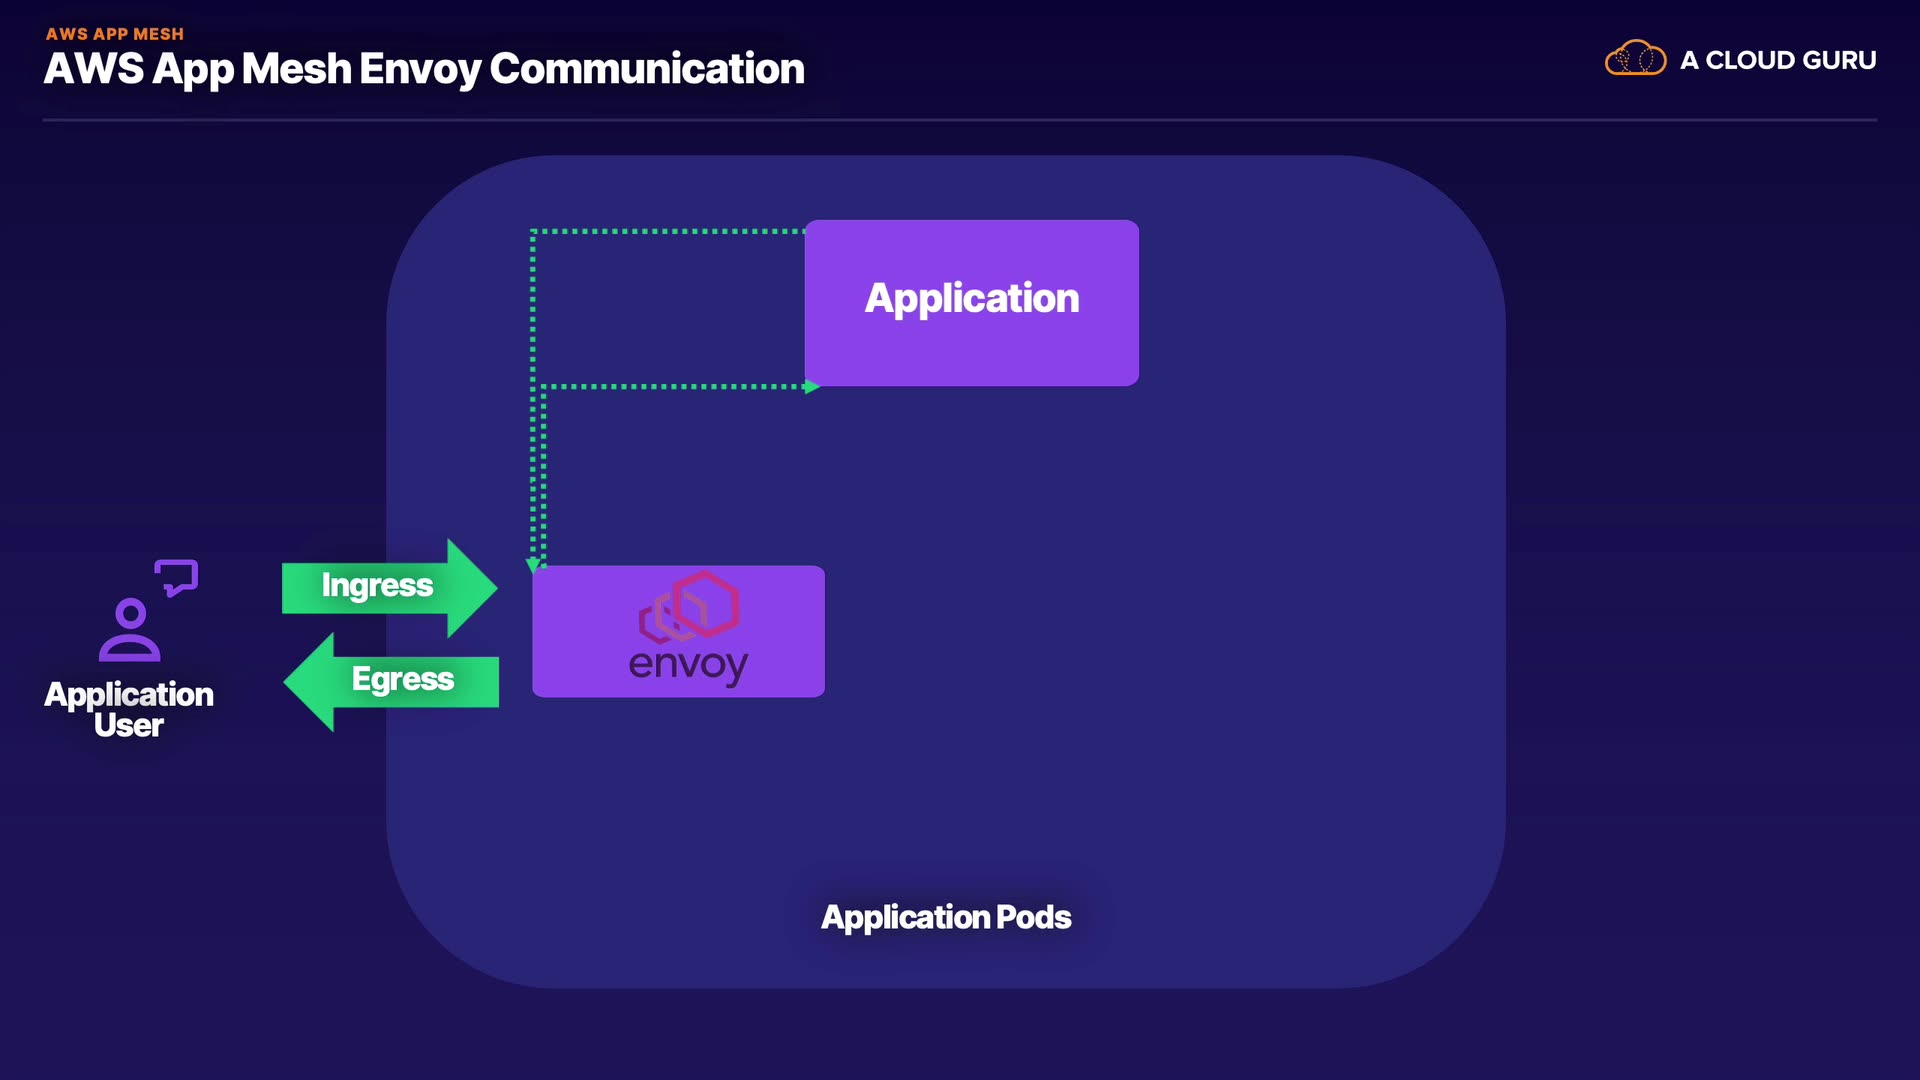 AWS APP MESH
AWS App Mesh Envoy Communication
A CLOUD GURU
Application
Ingress
envoy
Egress
Application
User
Application Pods